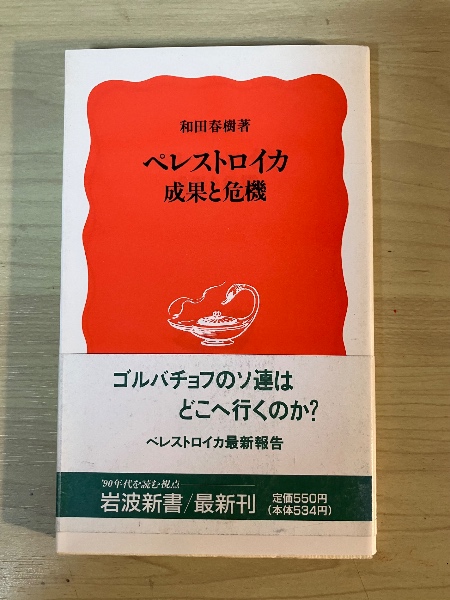 和田春樹著
ペレストロイカ
成果と危機
ゴルバチョフのソ連は
どこへ行くのか?
ペレストロイカ最新報告
'90年代を読む視点
岩波新書/最新刊
定価550円
(本体534円)